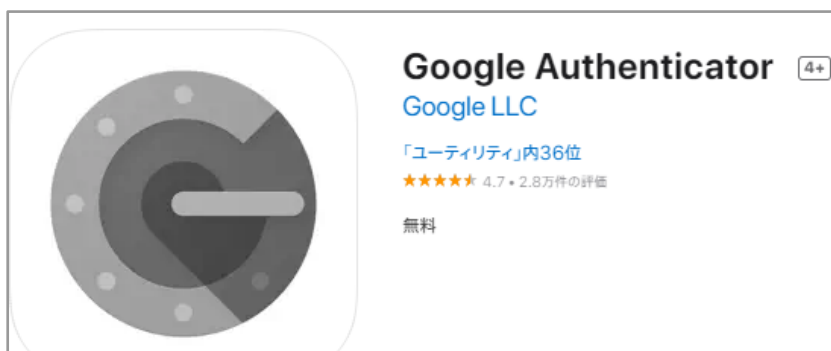 Google Authenticator 4+
Google LLC
「ユーティリティ」内36位
★★★★★ 4.7 • 2.8万件の評価
無料